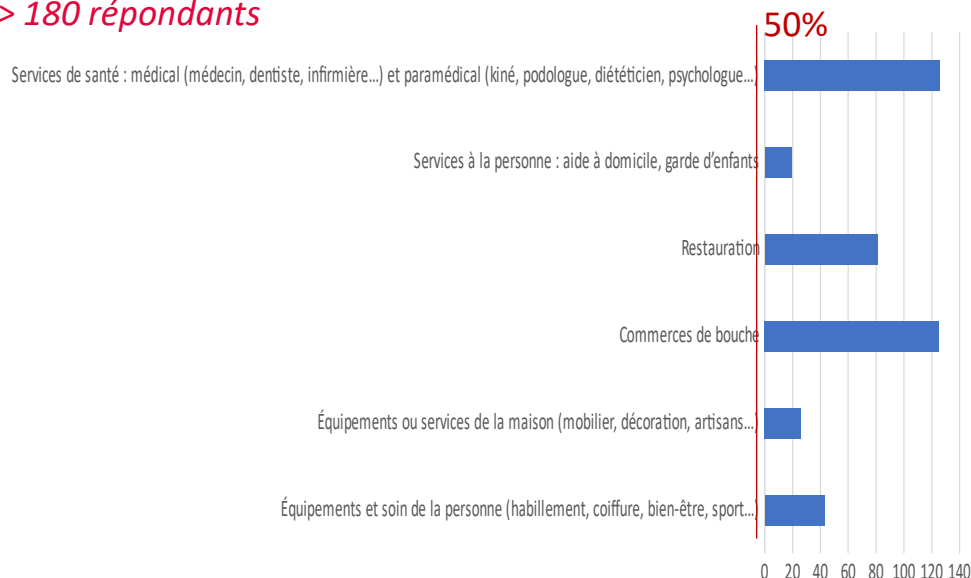 > 180 répondants
50%
Services de santé : médical (médecin, dentiste, infirmière...) et paramédical (kiné, podologue, diététicien, psychologue...)
Services à la personne : aide à domicile, garde d’enfants
Restauration
Commerces de bouche
Équipements ou services de la maison (mobilier, décoration, artisans...)
Équipements et soin de la personne (habillement, coiffure, bien-être, sport...)
0 20 40 60 80 100 120 140